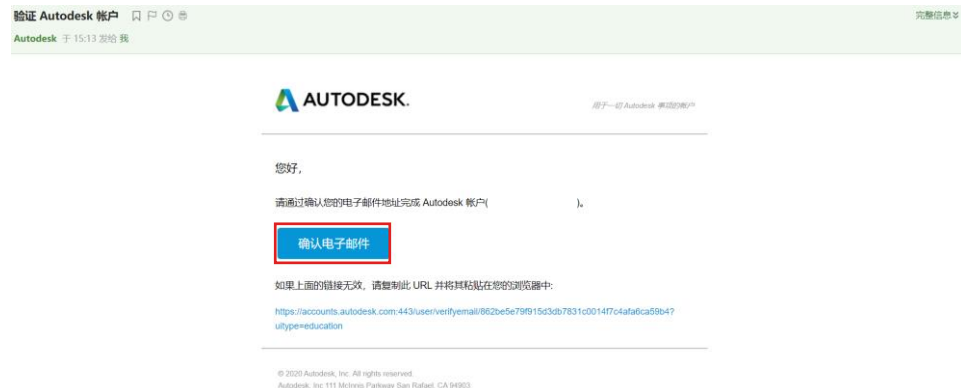 验证 Autodesk 帐户
完整信息
Autodesk 于 15:13 发给 我
AUTODESK.
用于一切 Autodesk 事项的帐户
您好,
请通过确认您的电子邮件地址完成 Autodesk 帐户( )。
确认电子邮件
如果上面的链接无效，请复制此 URL 并将其粘贴在您的浏览器中:
https://accounts.autodesk.com:443/user/verifyemail/862be5e79f915d3db7831c0014f7c4afa6ca59b4?
uitype=education
© 2020 Autodesk, Inc. All rights reserved.
Autodesk, Inc 111 McInnis Parkway San Rafael, CA 94903